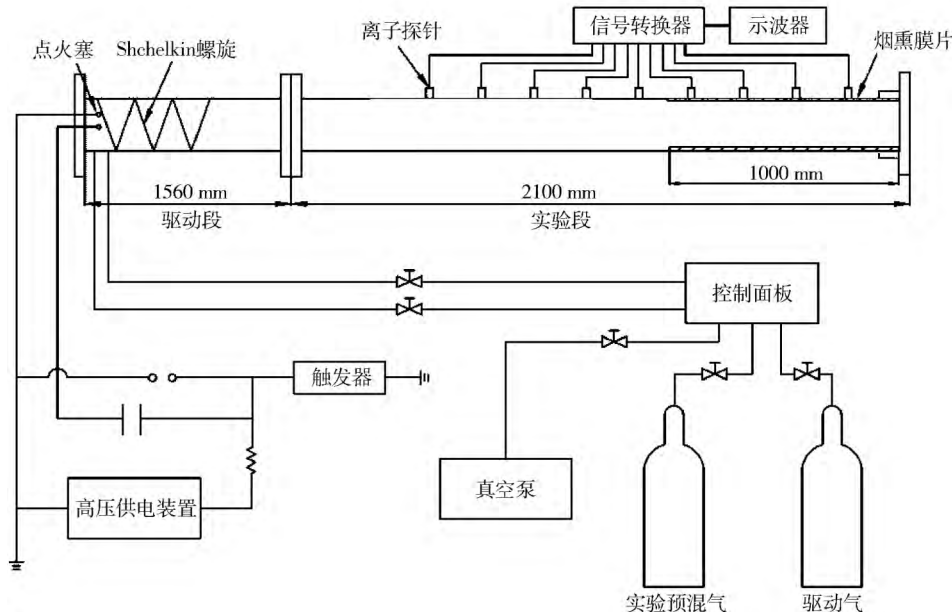 离子探针
信号转换器
示波器
点火塞
Shchelkin螺旋
烟熏膜片
1560 mm
驱动段
2100 mm
实验段
1000 mm
控制面板
触发器
高压供电装置
真空泵
实验预混气
驱动气